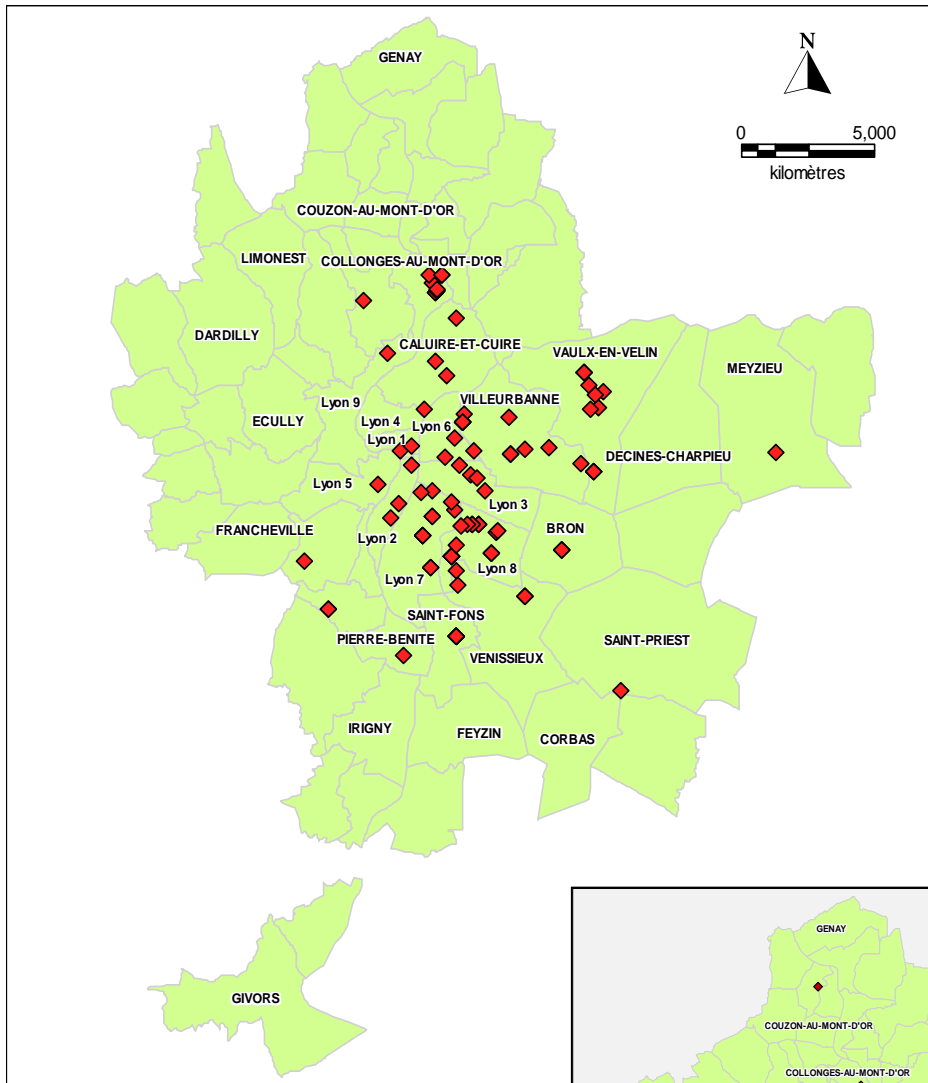 GENAY
N
0 5,000
kilomètres
COUZON-AU-MONT-D'OR
LIMONEST
COLLONGES-AU-MONT-D'OR
DARDILLY
CALUIRE-ET-CUIRE
VAULX-EN-VELIN
MEYZIEU
Lyon 9
VILLEURBANNE
ECULLY
Lyon 4
Lyon 6
Lyon 1
DECINES-CHARPIEU
Lyon 5
Lyon 3
FRANCHEVILLE
BRON
Lyon 2
Lyon 8
Lyon 7
SAINT-FONS
PIERRE-BENITE
SAINT-PRIEST
VENISSIEUX
IRIGNY
FEYZIN
CORBAS
GIVORS
GENAY
COUZON-AU-MONT-D'OR
COLLONGES-AU-MONT-D'OR